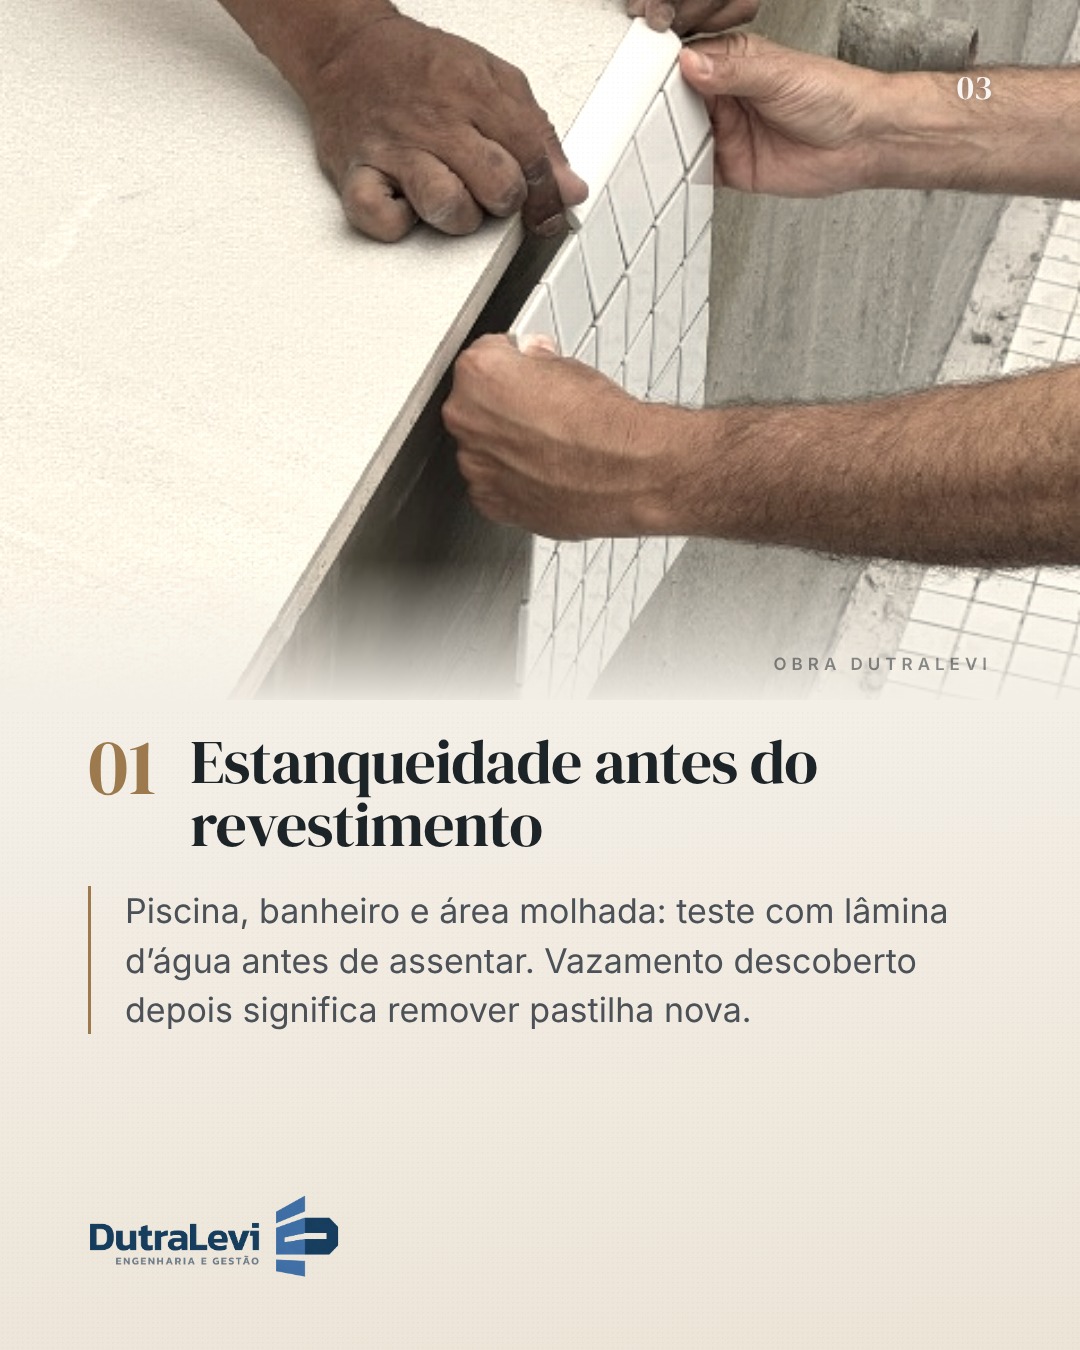 03
OBRA DUTRALEVI
01 Estanqueidade antes do
revestimento
Piscina, banheiro e área molhada: teste com lâmina
d’água antes de assentar. Vazamento descoberto
depois significa remover pastilha nova.
DutraLevi
ENGENHARIA E GESTÃO